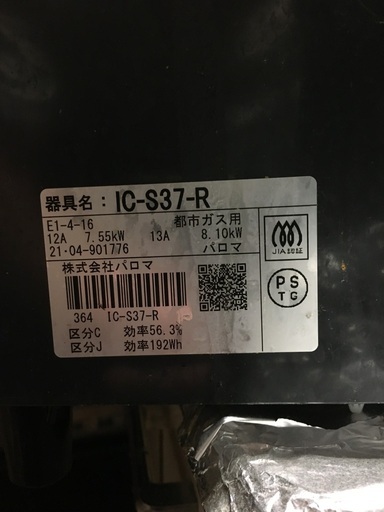 器具名: IC-S37-R
E1-4-16 都市ガス用
12A 7.55kW 13A 8.10kW
21·04-901776 パロマ
JIA認証
株式会社パロマ
PS
TG
364 IC-S37-R
区分C 効率56.3%
区分J 効率192Wh